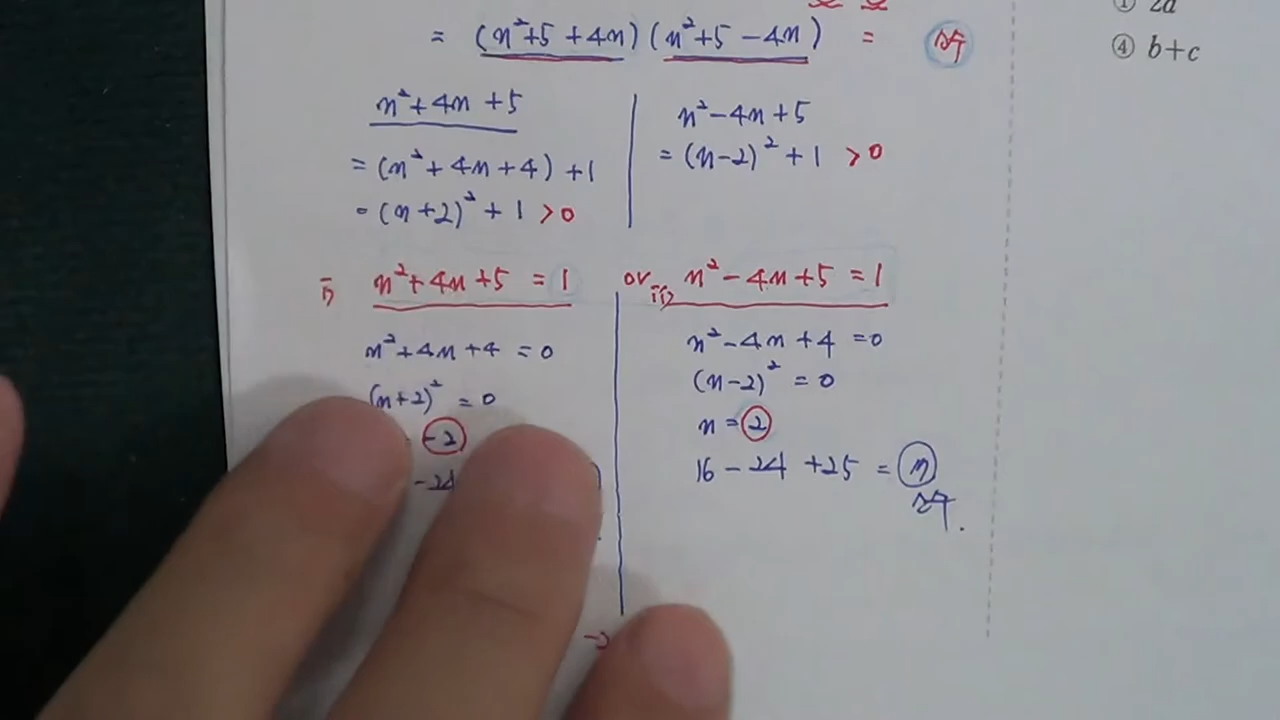 ① 2a
④ b+c
= (n²+5+4n)(n²+5-4n) = 소수
n²+4n+5
= (n²+4n+4)+1
= (n+2)²+1 >0
n²-4n+5
= (n-2)²+1 >0
i) n²+4n+5 = 1
n²+4n+4 = 0
(n+2)² = 0
-2
-24
or ii) n²-4n+5 = 1
n²-4n+4 = 0
(n-2)² = 0
n = 2
16-24+25 = 17
소수.
→